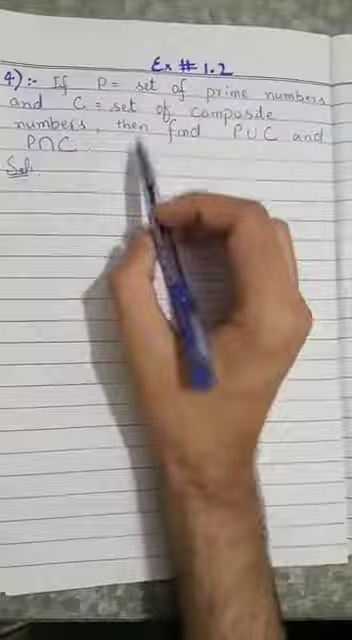 Ex # 1.2
4):- If P = set of prime numbers
and C = set of composite
numbers, then find P∪C and
P∩C.
Sol: